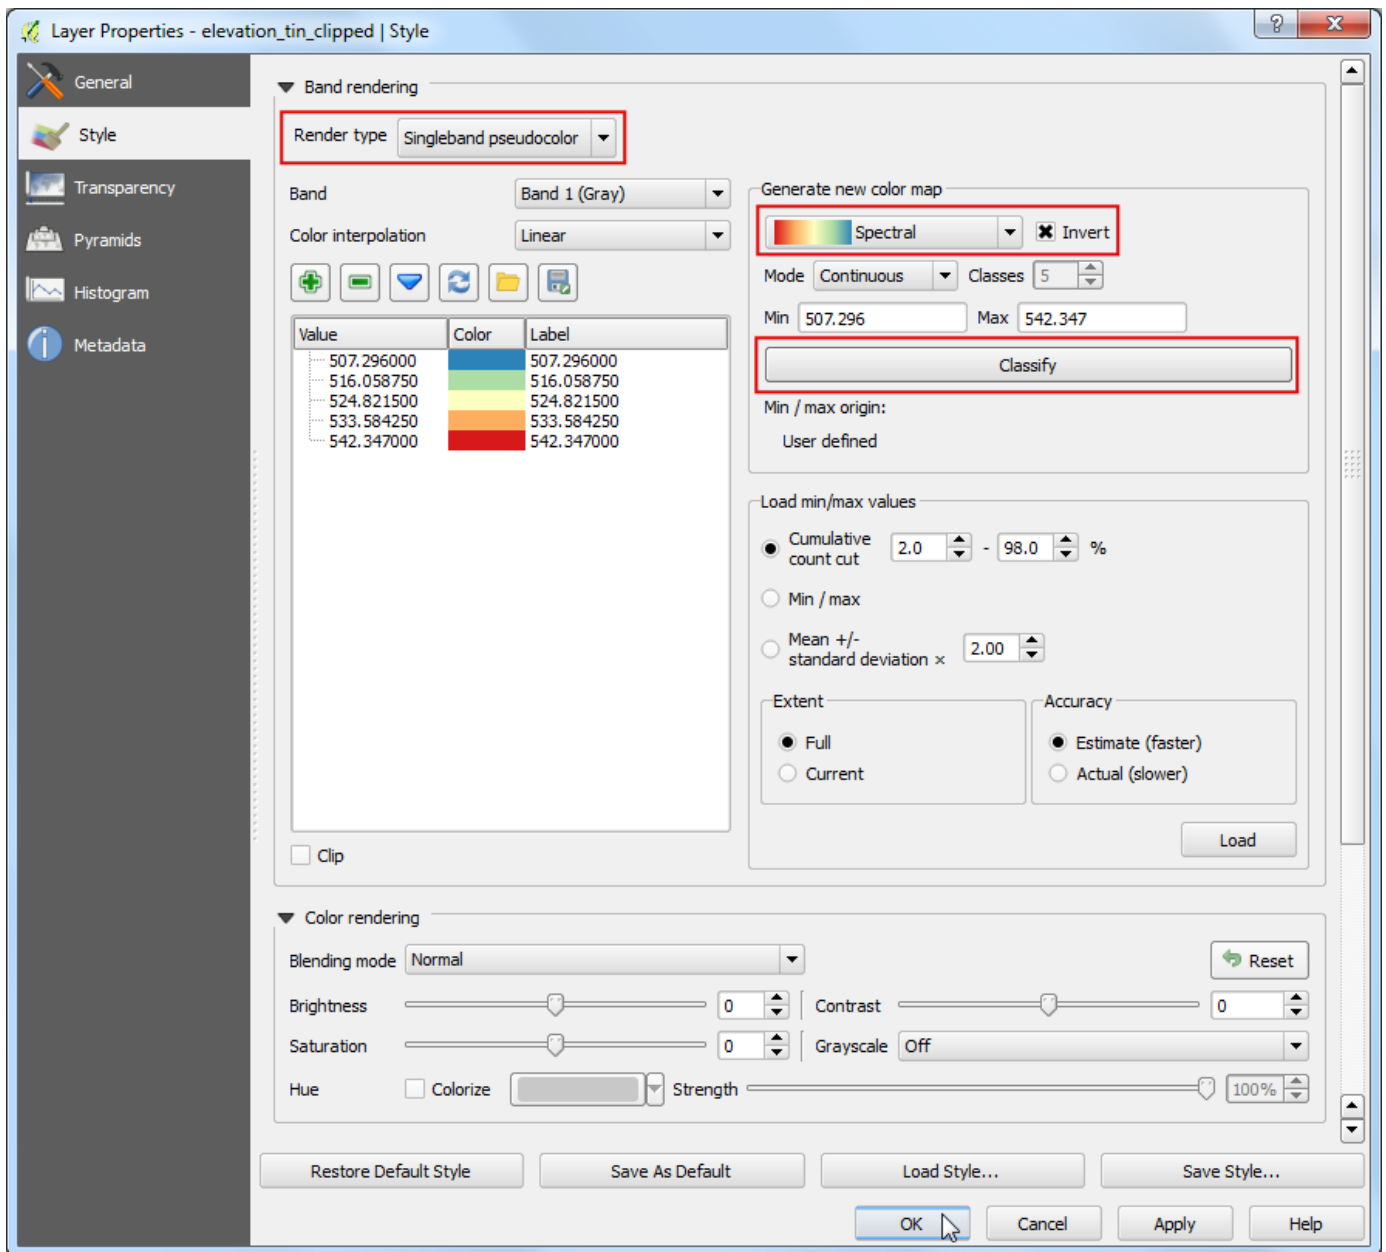 Layer Properties - elevation_tin_clipped | Style
General
Style
Transparency
Pyramids
Histogram
Metadata
Band rendering
Render type Singleband pseudocolor
Band Band 1 (Gray)
Color interpolation Linear
Value Color Label
507.296000 507.296000
516.058750 516.058750
524.821500 524.821500
533.584250 533.584250
542.347000 542.347000
Clip
Generate new color map
Spectral Invert
Mode Continuous Classes 5
Min 507.296 Max 542.347
Classify
Min / max origin:
User defined
Load min/max values
Cumulative
count cut 2.0 - 98.0 %
Min / max
Mean +/-
standard deviation × 2.00
Extent
Full
Current
Accuracy
Estimate (faster)
Actual (slower)
Load
Color rendering
Blending mode Normal Reset
Brightness 0 Contrast 0
Saturation 0 Grayscale Off
Hue Colorize Strength 100%
Restore Default Style Save As Default Load Style... Save Style...
OK Cancel Apply Help